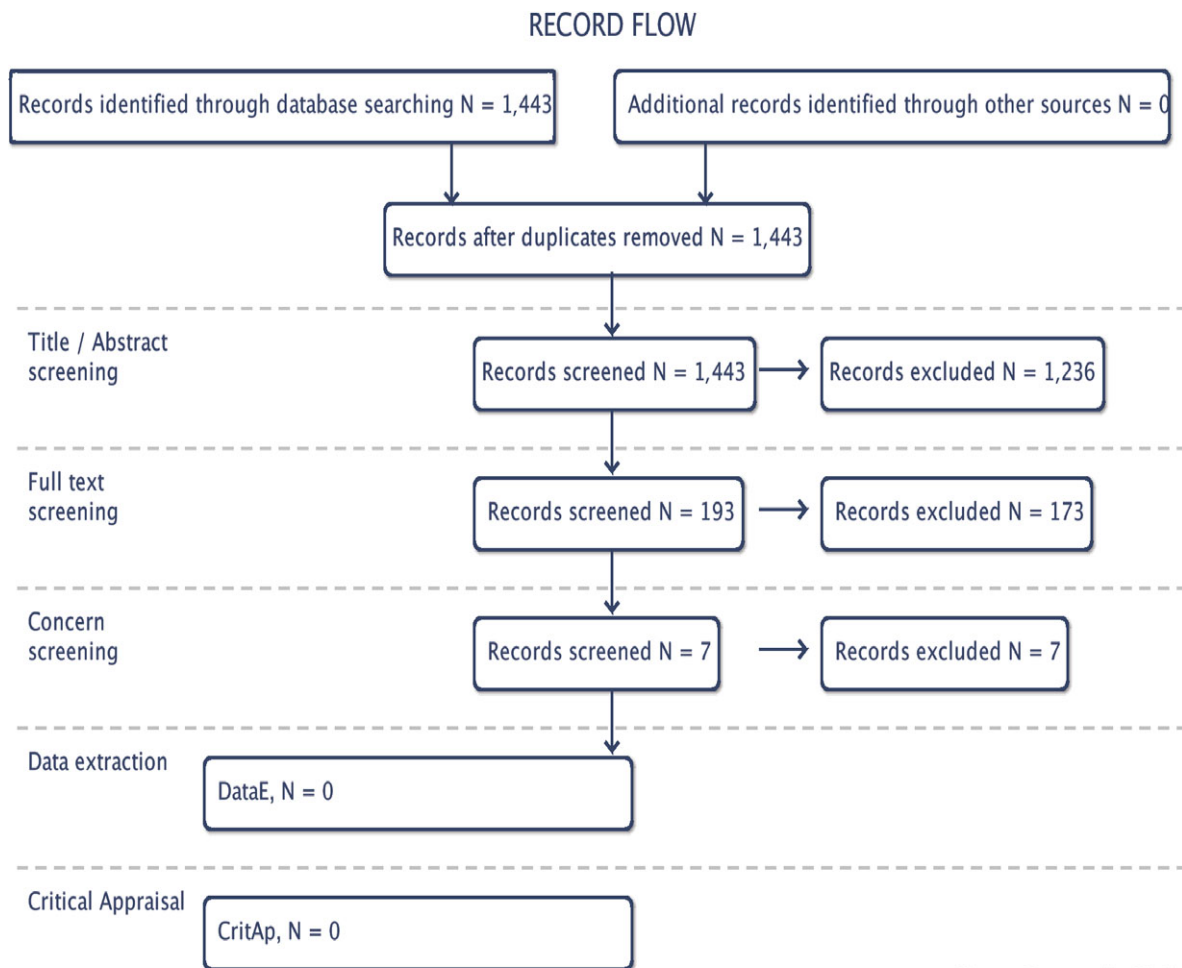 RECORD FLOW
Records identified through database searching N = 1,443
Additional records identified through other sources N = 0
Records after duplicates removed N = 1,443
Title / Abstract
screening
Records screened N = 1,443
Records excluded N = 1,236
Full text
screening
Records screened N = 193
Records excluded N = 173
Concern
screening
Records screened N = 7
Records excluded N = 7
Data extraction
DataE, N = 0
Critical Appraisal
CritAp, N = 0